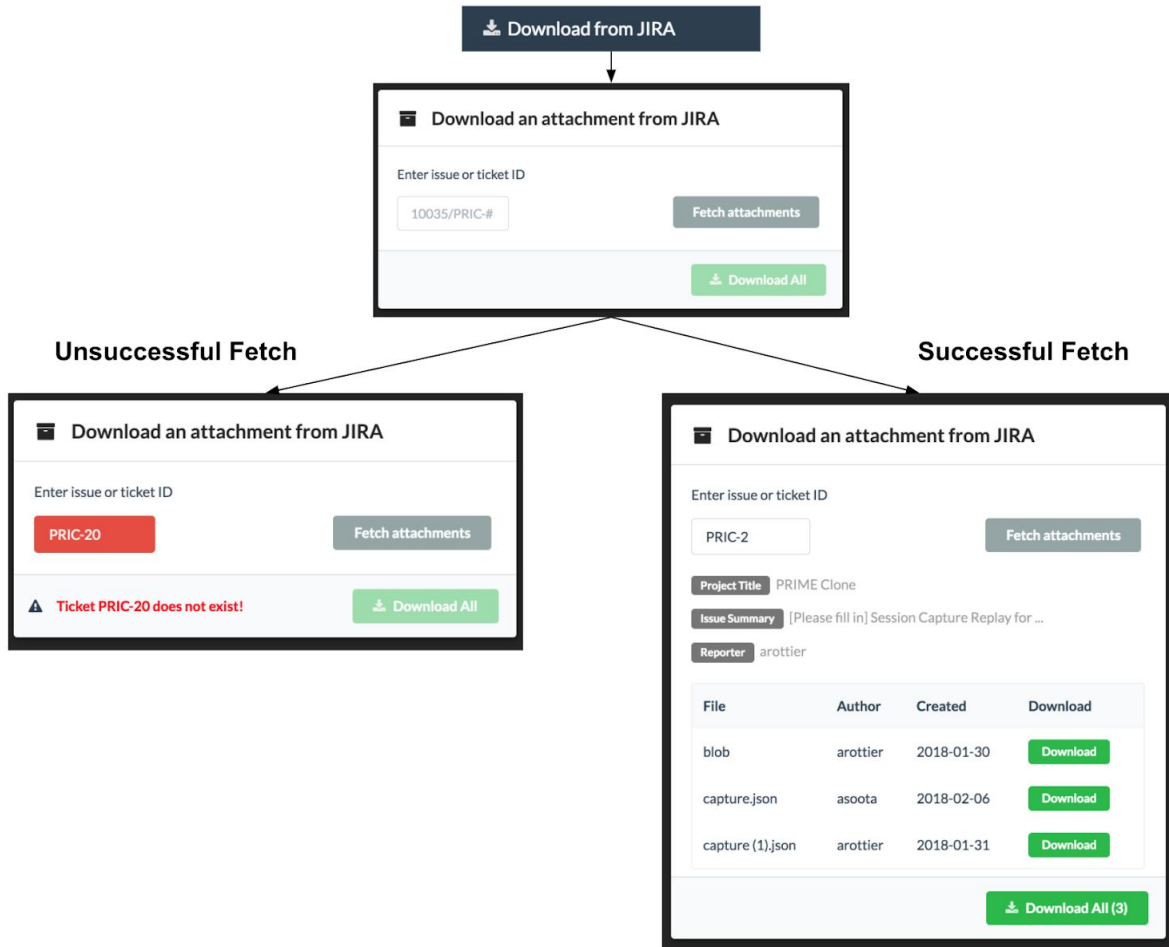 Download from JIRA
Download an attachment from JIRA
Enter issue or ticket ID
10035/PRIC-#
Fetch attachments
Download All
Unsuccessful Fetch
Successful Fetch
Download an attachment from JIRA
Enter issue or ticket ID
PRIC-20
Fetch attachments
Ticket PRIC-20 does not exist!
Download All
Download an attachment from JIRA
Enter issue or ticket ID
PRIC-2
Fetch attachments
Project Title PRIME Clone
Issue Summary [Please fill in] Session Capture Replay for ...
Reporter arottier
File Author Created Download
blob arottier 2018-01-30 Download
capture.json asoota 2018-02-06 Download
capture (1).json arottier 2018-01-31 Download
Download All (3)